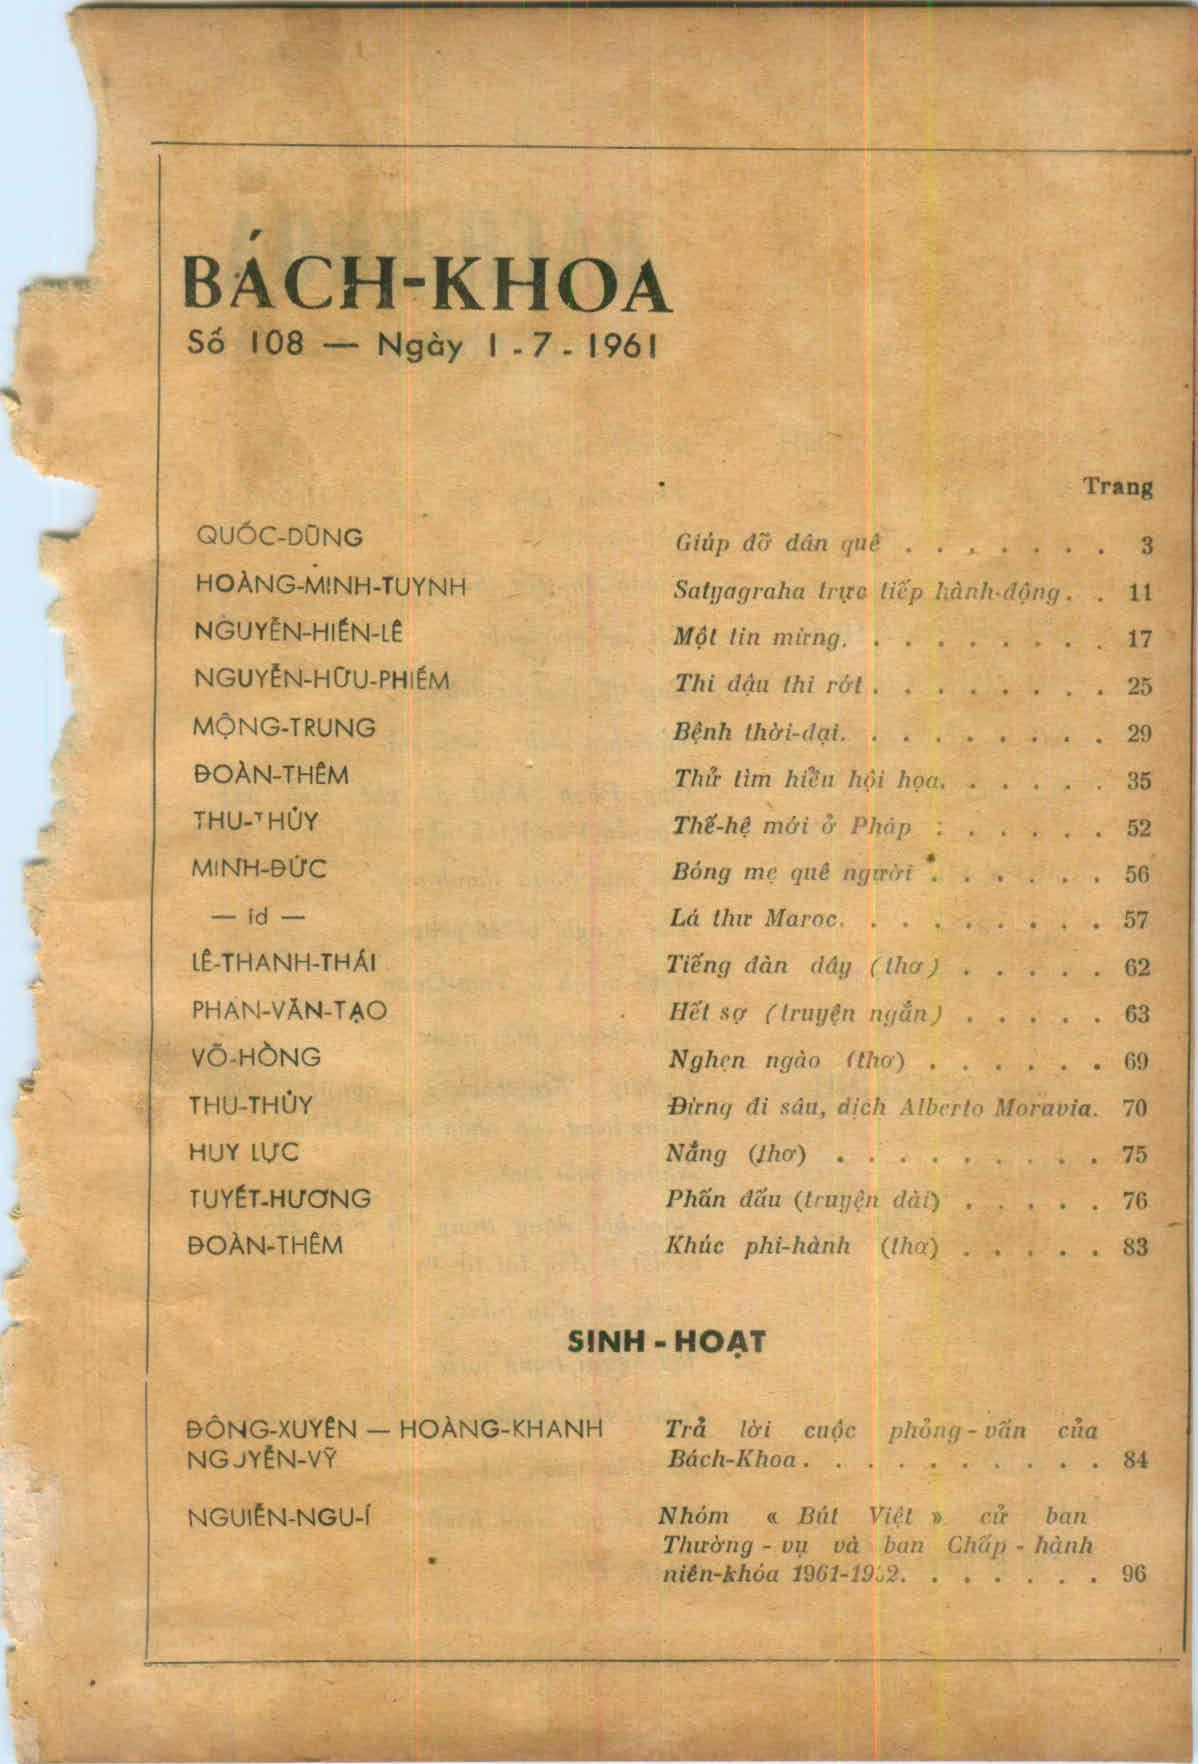 BÁCH-KHOA
Số 108 — Ngày 1-7-1961
Trang
QUỐC-DŨNG Giúp đỡ dân quê . . . . . . . 3
HOÀNG-MINH-TUYNH Satyagraha trực tiếp hành-động. . 11
NGUYỄN-HIẾN-LÊ Một tin mừng. . . . . . . . 17
NGUYỄN-HỮU-PHIẾM Thi đậu thi rớt . . . . . . . . 25
MỘNG-TRUNG Bệnh thời-đại. . . . . . . . 29
ĐOÀN-THÊM Thử tìm hiểu hội họa. . . . . . 35
THU-THỦY Thế-hệ mới ở Pháp : . . . . . 52
MINH-ĐỨC Bóng mẹ quê người . . . . . . 56
— id — Lá thư Maroc. . . . . . . . 57
LÊ-THANH-THÁI Tiếng đàn dây (thơ) . . . . . 62
PHAN-VĂN-TẠO Hết sợ (truyện ngắn) . . . . . 63
VÕ-HỒNG Nghẹn ngào (thơ) . . . . . . 69
THU-THỦY Đừng đi sâu, dịch Alberto Moravia. 70
HUY LỰC Nắng (thơ) . . . . . . . . . 75
TUYẾT-HƯƠNG Phấn đấu (truyện dài) . . . . . 76
ĐOÀN-THÊM Khúc phi-hành (thơ) . . . . . 83
SINH-HOẠT
ĐÔNG-XUYÊN — HOÀNG-KHANH Trả lời cuộc phỏng-vấn của
NGUYỄN-VỸ Bách-Khoa. . . . . . . . . . 84
NGUIỄN-NGU-Í Nhóm « Bút Việt » cử ban
Thường-vụ và ban Chấp-hành
niên-khóa 1961-1962. . . . . . . 96